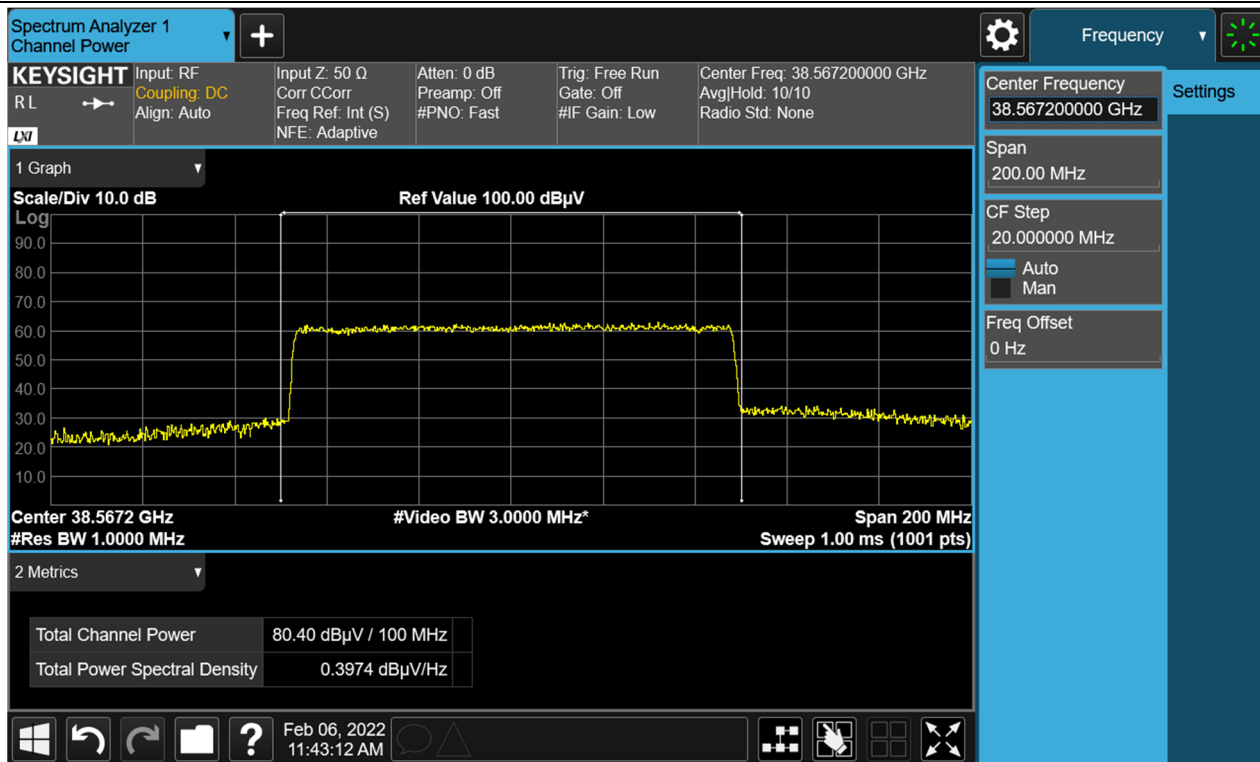 Spectrum Analyzer 1
Channel Power
+
Frequency
KEYSIGHT
R L
LXI
Input: RF
Coupling: DC
Align: Auto
Input Z: 50 Ω
Corr CCorr
Freq Ref: Int (S)
NFE: Adaptive
Atten: 0 dB
Preamp: Off
#PNO: Fast
Trig: Free Run
Gate: Off
#IF Gain: Low
Center Freq: 38.567200000 GHz
Avg|Hold: 10/10
Radio Std: None
1 Graph
Scale/Div 10.0 dB
Ref Value 100.00 dBµV
Log
90.0
80.0
70.0
60.0
50.0
40.0
30.0
20.0
10.0
Center 38.5672 GHz
#Video BW 3.0000 MHz*
Span 200 MHz
#Res BW 1.0000 MHz
Sweep 1.00 ms (1001 pts)
2 Metrics
Total Channel Power 80.40 dBµV / 100 MHz
Total Power Spectral Density 0.3974 dBµV/Hz
?
Feb 06, 2022
11:43:12 AM
Center Frequency
38.567200000 GHz
Span
200.00 MHz
CF Step
20.000000 MHz
Auto
Man
Freq Offset
0 Hz
Settings